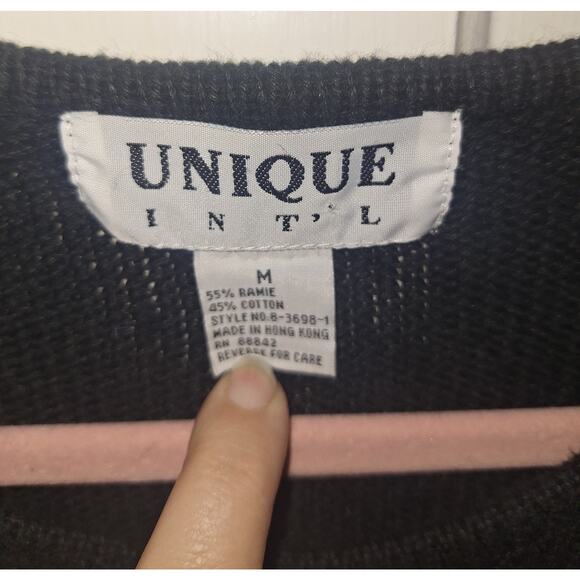 UNIQUE
INT'L
M
55% RAMIE
45% COTTON
STYLE NO.8-3698-1
MADE IN HONG KONG
RN 88842
REVERSE FOR CARE